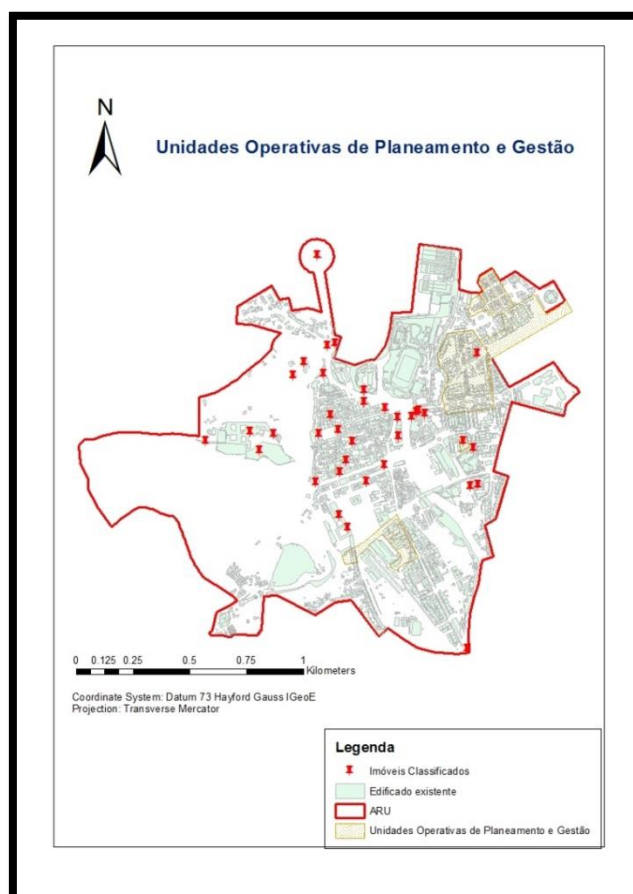 N
Unidades Operativas de Planeamento e Gestão
0 0.125 0.25 0.5 0.75 1
Kilometers
Coordinate System: Datum 73 Hayford Gauss IGeoE
Projection: Transverse Mercator
Legenda
Imóveis Classificados
Edificado existente
ARU
Unidades Operativas de Planeamento e Gestão